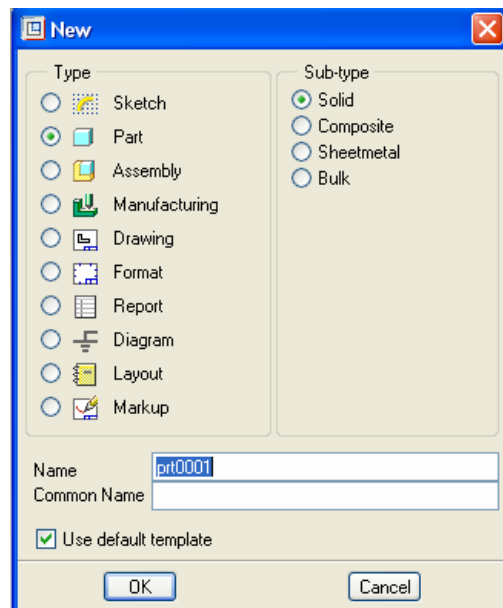 New
Type
Sketch
Part
Assembly
Manufacturing
Drawing
Format
Report
Diagram
Layout
Markup
Sub-type
Solid
Composite
Sheetmetal
Bulk
Name prt0001
Common Name
Use default template
OK Cancel